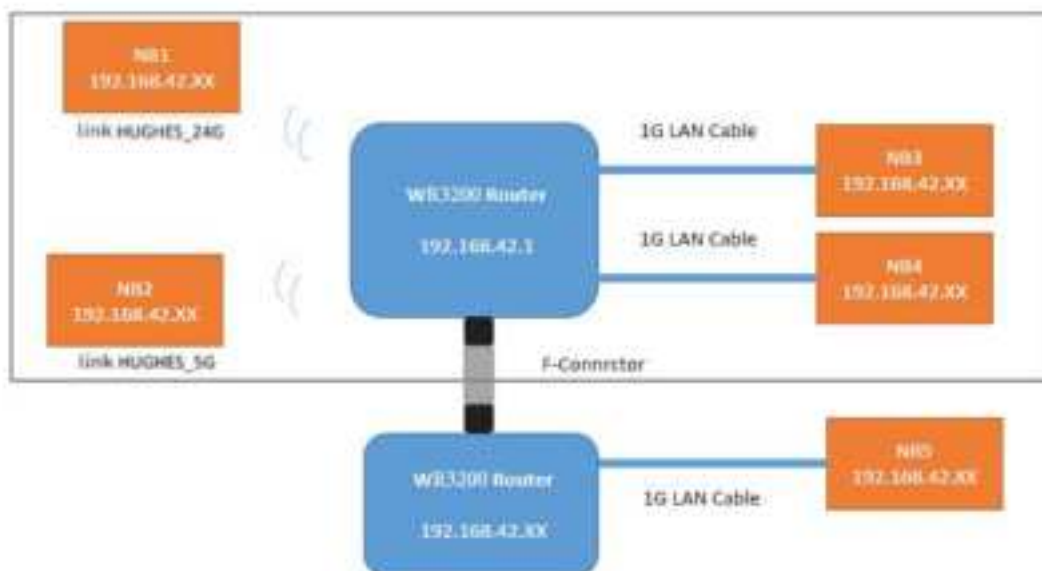 NB1
192.168.42.XX
link HUGHES_24G
1G LAN Cable
NB3
192.168.42.XX
WB3200 Router
192.168.42.1
1G LAN Cable
NB4
192.168.42.XX
NB2
192.168.42.XX
link HUGHES_5G
F-Connrstor
WB3200 Router
192.168.42.XX
1G LAN Cable
NB5
192.168.42.XX